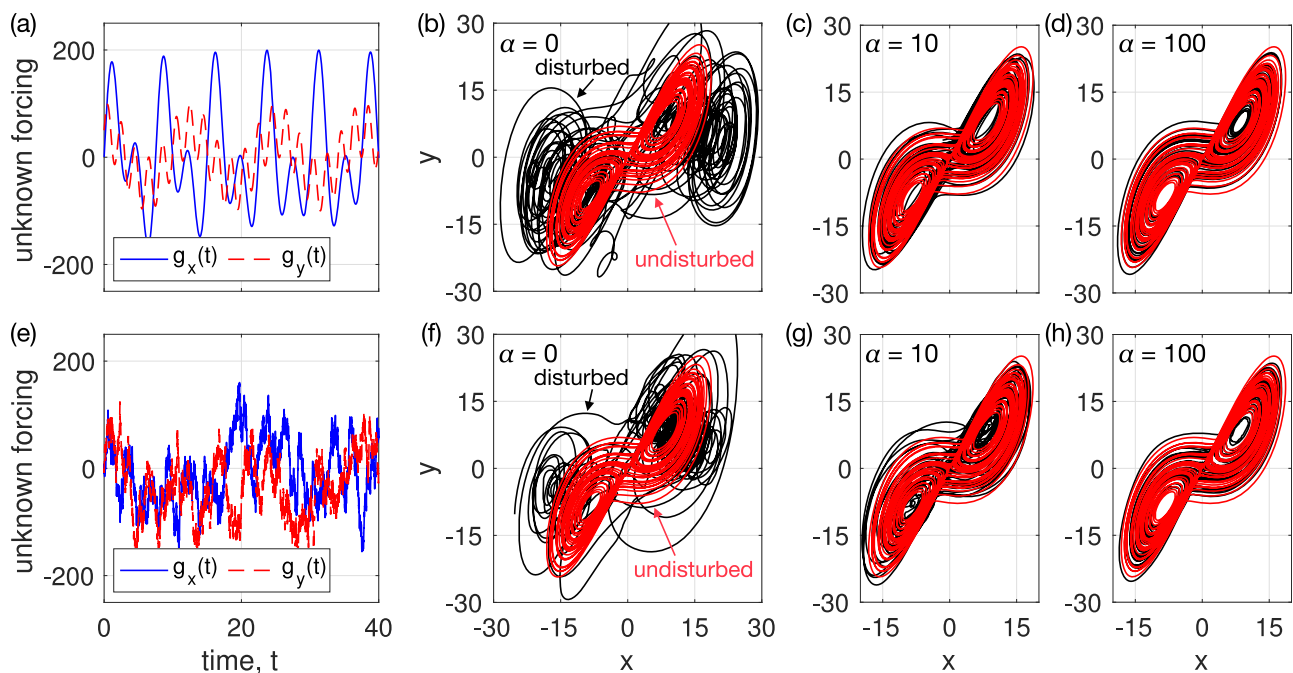 (a)
unknown forcing
200
0
-200
g_x(t) g_y(t)
(b)
α = 0
disturbed
undisturbed
y
30
15
0
-15
-30
(c)
α = 10
30
15
0
-15
-30
(d)
α = 100
30
15
0
-15
-30
(e)
unknown forcing
200
0
-200
g_x(t) g_y(t)
0 20 40
time, t
(f)
α = 0
disturbed
undisturbed
y
30
15
0
-15
-30
-30 -15 0 15 30
x
(g)
α = 10
30
15
0
-15
-30
-15 0 15
x
(h)
α = 100
30
15
0
-15
-30
-15 0 15
x